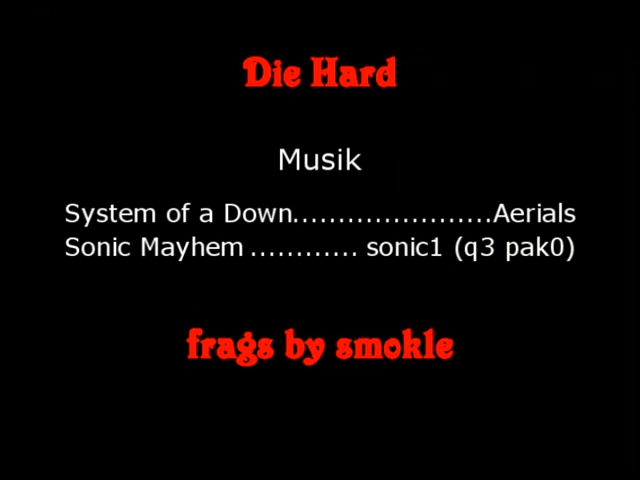 Die Hard
Musik
System of a Down......................Aerials
Sonic Mayhem ............ sonic1 (q3 pak0)
frags by smokle